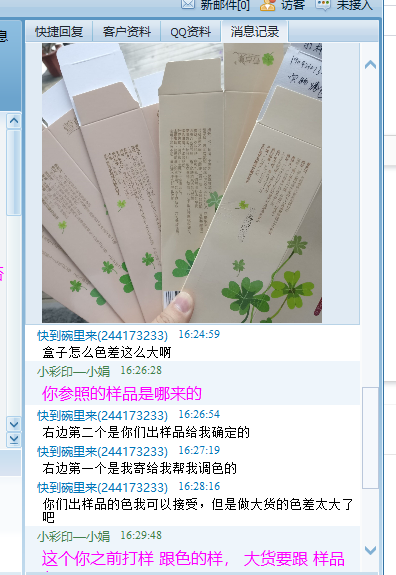 新邮件[0] 访客 未接入
息
快捷回复 客户资料 QQ资料 消息记录
快到碗里来(244173233) 16:24:59
盒子怎么色差这么大啊
小彩印—小娟 16:26:28
你参照的样品是哪来的
快到碗里来(244173233) 16:26:54
右边第二个是你们出样品给我确定的
快到碗里来(244173233) 16:27:19
右边第一个是我寄给我帮我调色的
快到碗里来(244173233) 16:28:16
你们出样品的色我可以接受，但是做大货的色差太大了
吧
小彩印—小娟 16:29:48
这个你之前打样 跟色的样， 大货要跟 样品